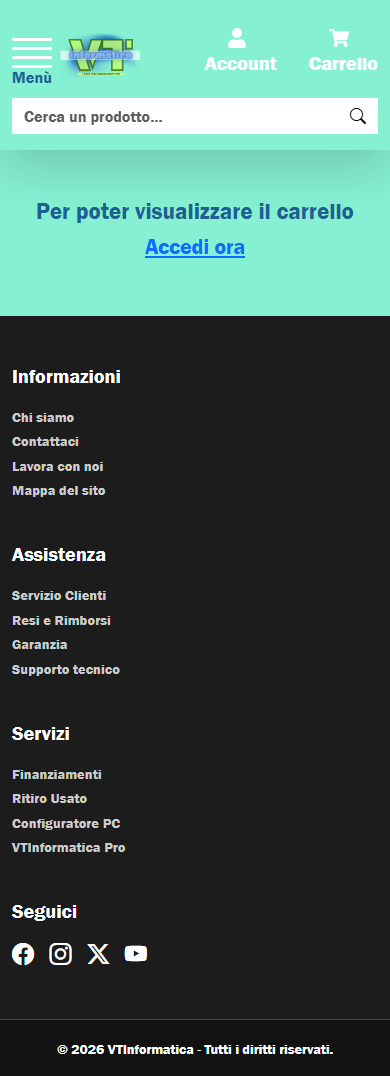 Menù
VTi
Informatica
Account
Carrello
Cerca un prodotto...
Per poter visualizzare il carrello
Accedi ora
Informazioni
Chi siamo
Contattaci
Lavora con noi
Mappa del sito
Assistenza
Servizio Clienti
Resi e Rimborsi
Garanzia
Supporto tecnico
Servizi
Finanziamenti
Ritiro Usato
Configuratore PC
VTInformatica Pro
Seguici
© 2026 VTInformatica - Tutti i diritti riservati.